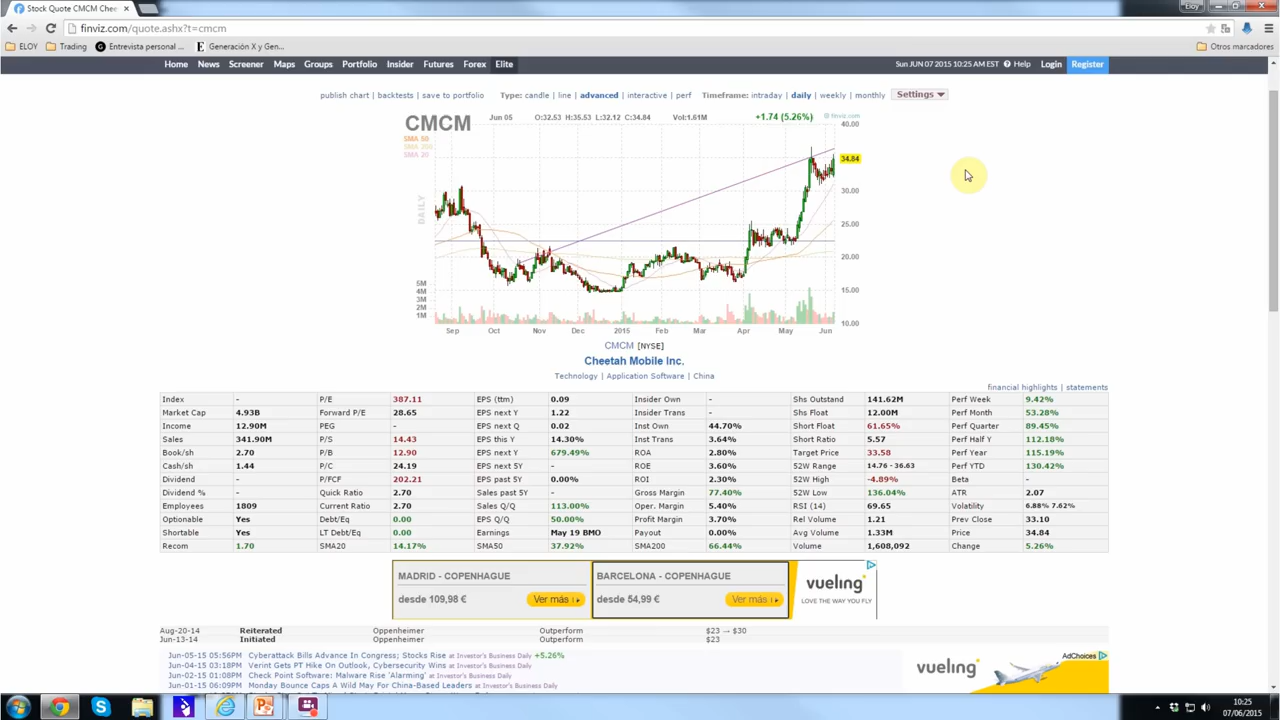 Stock Quote CMCM Chee
Eloy
finviz.com/quote.ashx?t=cmcm
ELOY Trading Entrevista personal ... Generación X y Gen... Otros marcadores
Home News Screener Maps Groups Portfolio Insider Futures Forex Elite Sun JUN 07 2015 10:25 AM EST Help Login Register
publish chart | backtests | save to portfolio Type: candle | line | advanced | interactive | perf Timeframe: intraday | daily | weekly | monthly Settings
CMCM Jun 05 O:32.53 H:35.53 L:32.12 C:34.84 Vol:1.61M +1.74 (5.26%) © finviz.com
SMA 50
SMA 200
SMA 20
DAILY
40.00
34.84
30.00
25.00
20.00
15.00
10.00
5M
4M
3M
2M
1M
Sep Oct Nov Dec 2015 Feb Mar Apr May Jun
CMCM [NYSE]
Cheetah Mobile Inc.
Technology | Application Software | China
financial highlights | statements
Index - P/E 387.11 EPS (ttm) 0.09 Insider Own - Shs Outstand 141.62M Perf Week 9.42%
Market Cap 4.93B Forward P/E 28.65 EPS next Y 1.22 Insider Trans - Shs Float 12.00M Perf Month 53.28%
Income 12.90M PEG - EPS next Q 0.02 Inst Own 44.70% Short Float 61.65% Perf Quarter 89.45%
Sales 341.90M P/S 14.43 EPS this Y 14.30% Inst Trans 3.64% Short Ratio 5.57 Perf Half Y 112.18%
Book/sh 2.70 P/B 12.90 EPS next Y 679.49% ROA 2.80% Target Price 33.58 Perf Year 115.19%
Cash/sh 1.44 P/C 24.19 EPS next 5Y - ROE 3.60% 52W Range 14.76 - 36.63 Perf YTD 130.42%
Dividend - P/FCF 202.21 EPS past 5Y 0.00% ROI 2.30% 52W High -4.89% Beta -
Dividend % - Quick Ratio 2.70 Sales past 5Y - Gross Margin 77.40% 52W Low 136.04% ATR 2.07
Employees 1809 Current Ratio 2.70 Sales Q/Q 113.00% Oper. Margin 5.40% RSI (14) 69.65 Volatility 6.88% 7.62%
Optionable Yes Debt/Eq 0.00 EPS Q/Q 50.00% Profit Margin 3.70% Rel Volume 1.21 Prev Close 33.10
Shortable Yes LT Debt/Eq 0.00 Earnings May 19 BMO Payout 0.00% Avg Volume 1.33M Price 34.84
Recom 1.70 SMA20 14.17% SMA50 37.92% SMA200 66.44% Volume 1,608,092 Change 5.26%
MADRID - COPENHAGUE BARCELONA - COPENHAGUE vueling
desde 109,98 € Ver más desde 54,99 € Ver más LOVE THE WAY YOU FLY
Aug-20-14 Reiterated Oppenheimer Outperform $23 → $30
Jun-13-14 Initiated Oppenheimer Outperform $23
Jun-05-15 05:56PM Cyberattack Bills Advance In Congress; Stocks Rise at Investor's Business Daily +5.26%
Jun-04-15 03:18PM Verint Gets PT Hike On Outlook, Cybersecurity Wins at Investor's Business Daily
Jun-02-15 01:08PM Check Point Software; Malware Rise 'Alarming' at Investor's Business Daily
Jun-01-15 06:09PM Monday Bounce Caps A Wild May For China-Based Leaders at Investor's Business Daily
AdChoices
vueling
10:25
07/06/2015